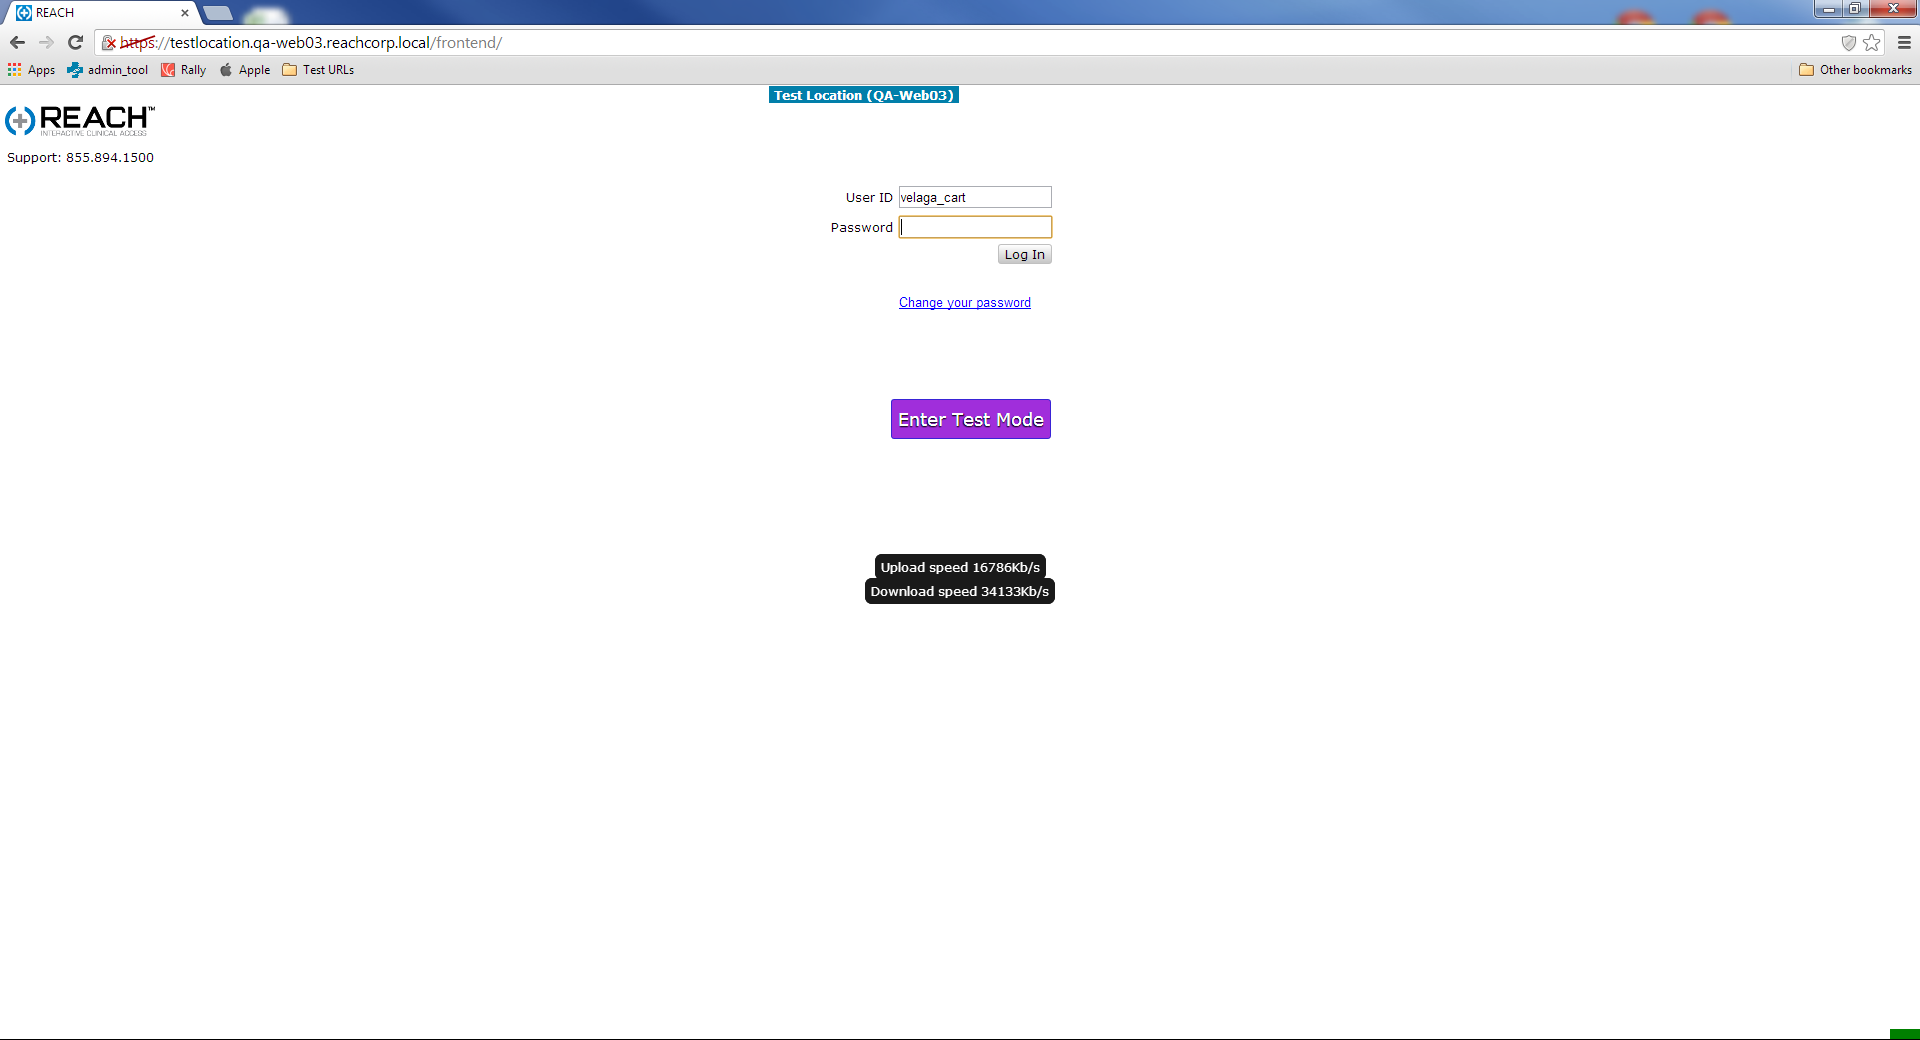 REACH
https://testlocation.qa-web03.reachcorp.local/frontend/
Apps admin_tool Rally Apple Test URLs Other bookmarks
Test Location (QA-Web03)
REACH™
INTERACTIVE CLINICAL ACCESS
Support: 855.894.1500
User ID velaga_cart
Password
Log In
Change your password
Enter Test Mode
Upload speed 16786Kb/s
Download speed 34133Kb/s